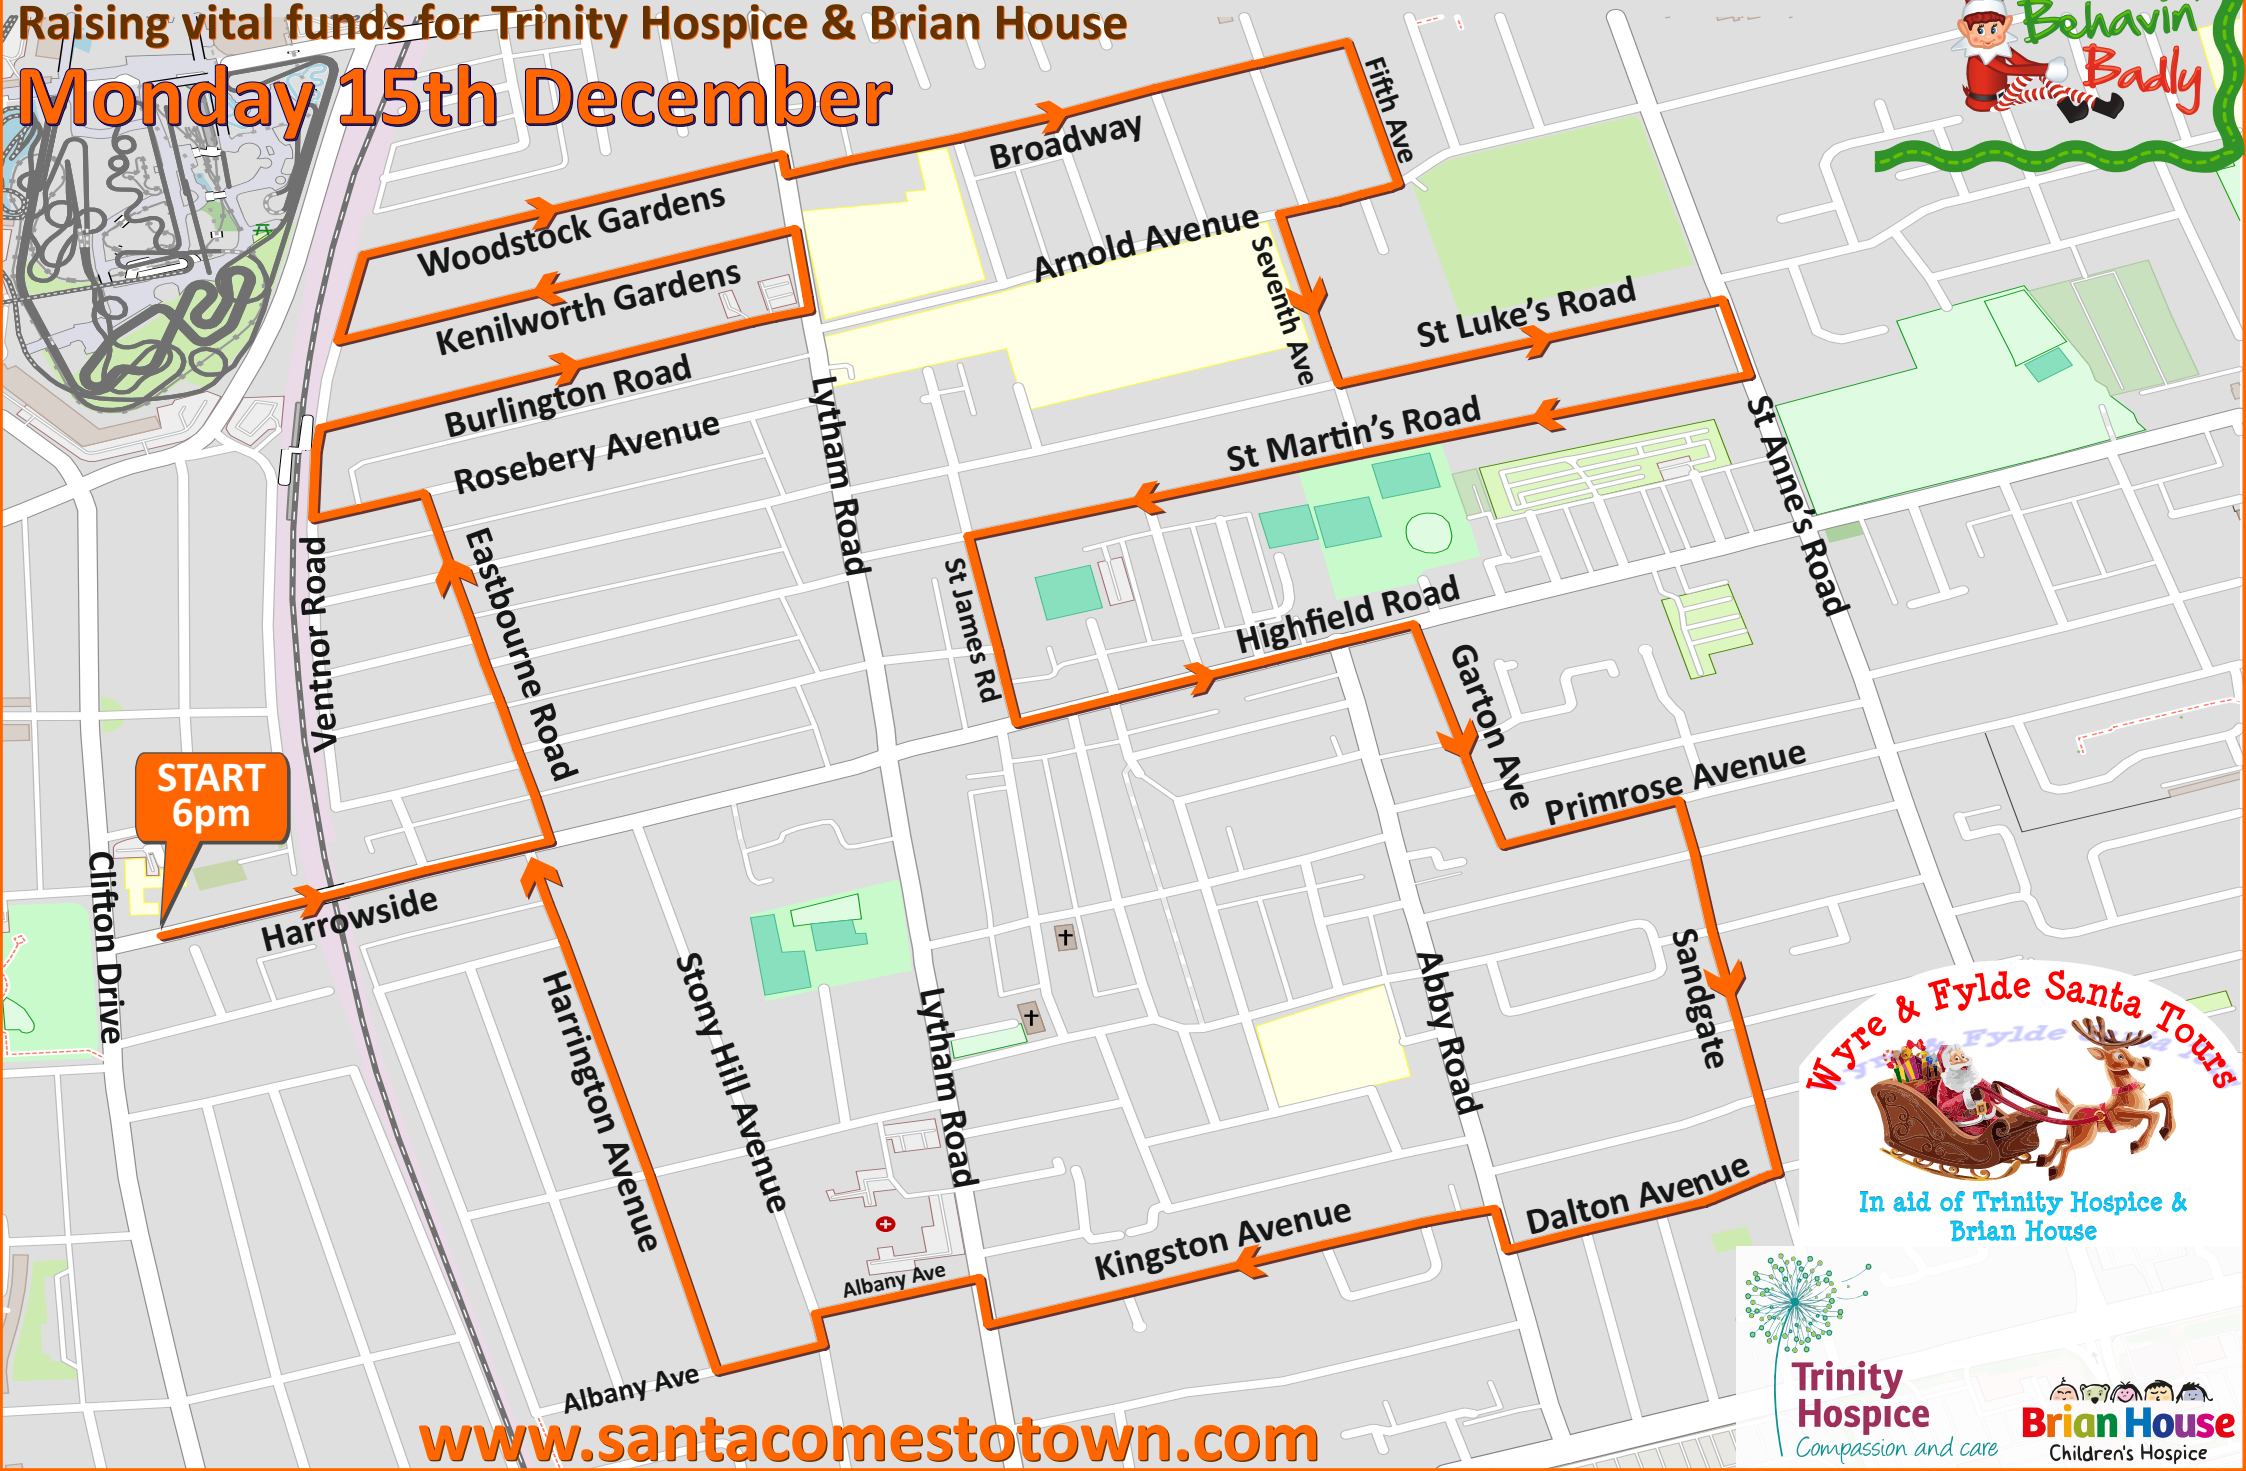 Raising vital funds for Trinity Hospice & Brian House
Monday 15th December
Behavin'
Badly
Fifth Ave
Broadway
Woodstock Gardens
Arnold Avenue
Seventh Ave
Kenilworth Gardens
St Luke's Road
Burlington Road
Lytham Road
St Martin's Road
St Anne's Road
Rosebery Avenue
Eastbourne Road
Ventnor Road
St James Rd
Highfield Road
Garton Ave
Primrose Avenue
START
6pm
Clifton Drive
Harrowside
Harrington Avenue
Stony Hill Avenue
Lytham Road
Abby Road
Sandgate
Dalton Avenue
Kingston Avenue
Albany Ave
Albany Ave
Wyre & Fylde Santa Tours
In aid of Trinity Hospice &
Brian House
Trinity
Hospice
Compassion and care
Brian House
Children's Hospice
www.santacomestotown.com